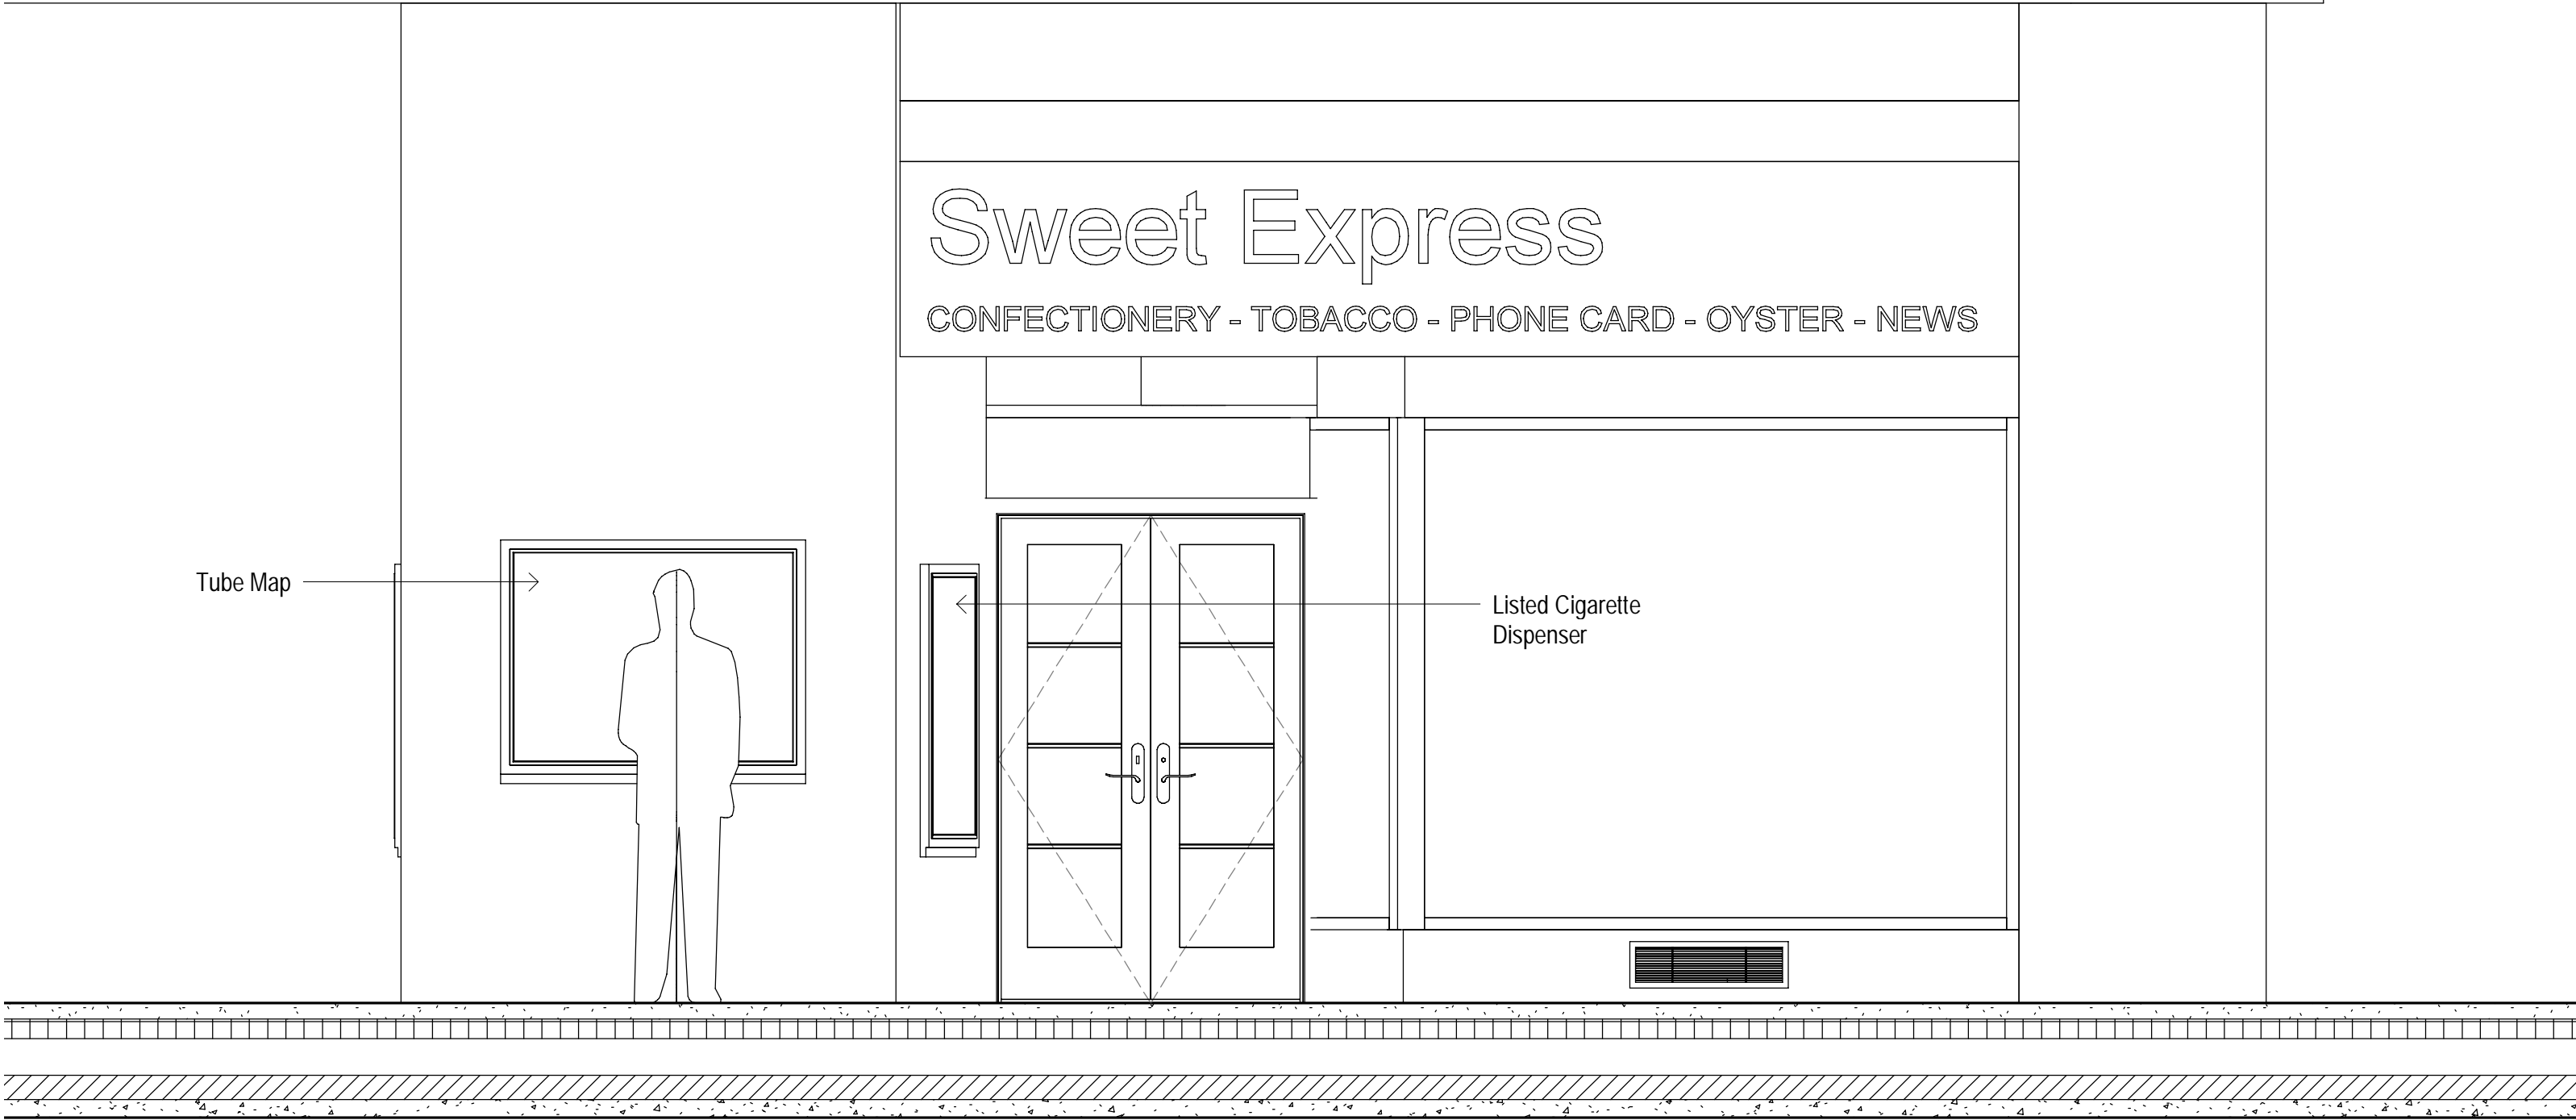 Sweet Express
CONFECTIONERY - TOBACCO - PHONE CARD - OYSTER - NEWS
Tube Map
Listed Cigarette
Dispenser